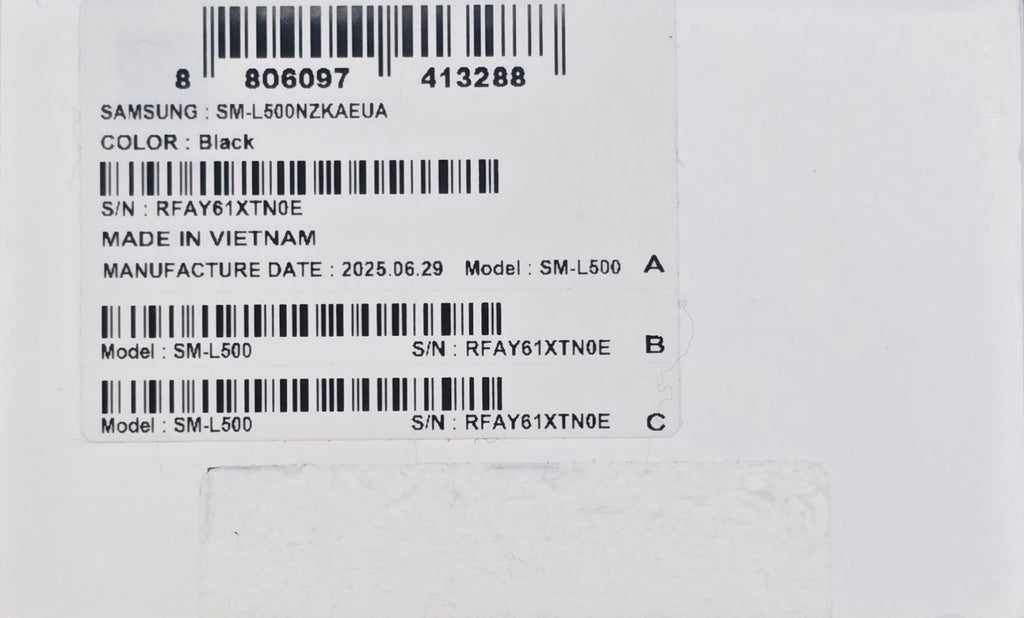 8 806097 413288
SAMSUNG : SM-L500NZKAEUA
COLOR : Black
S/N : RFAY61XTN0E
MADE IN VIETNAM
MANUFACTURE DATE : 2025.06.29 Model : SM-L500 A
Model : SM-L500 S/N : RFAY61XTN0E B
Model : SM-L500 S/N : RFAY61XTN0E C